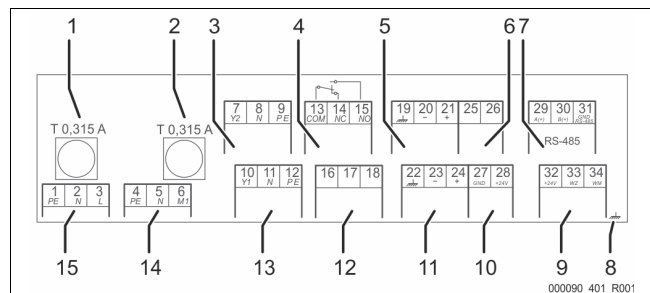 1 2 3 4 5 6 7
T 0,315 A T 0,315 A
7 8 9 13 14 15 19 20 21 25 26 29 30 31
Y2 N PE COM NC NO − + A(+) B(+) GND RS-485
RS-485
1 2 3 4 5 6 10 11 12 16 17 18 22 23 24 27 28 32 33 34
PE N L PE N M1 Y1 N PE − + GND +24V +24V WZ WM
15 14 13 12 11 10 9 8
000090_401_R001